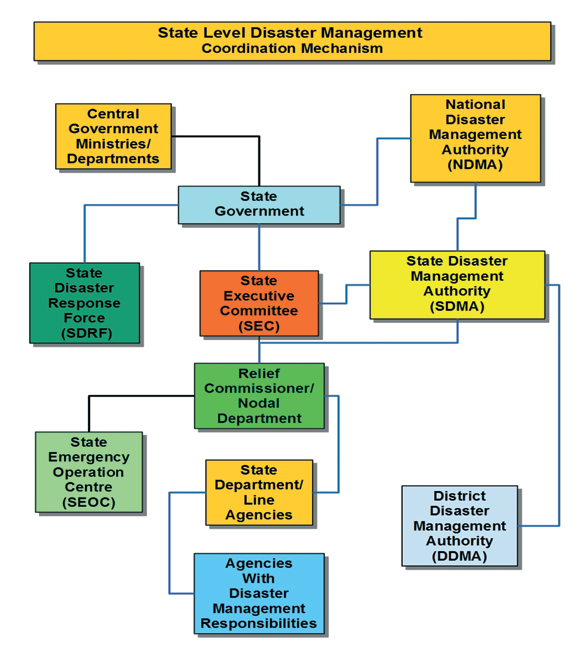 State Level Disaster Management
Coordination Mechanism
Central
Government
Ministries/
Departments
National
Disaster
Management
Authority
(NDMA)
State
Government
State
Disaster
Response
Force
(SDRF)
State
Executive
Committee
(SEC)
State Disaster
Management
Authority
(SDMA)
Relief
Commissioner/
Nodal
Department
State
Emergency
Operation
Centre
(SEOC)
State
Department/
Line
Agencies
District
Disaster
Management
Authority
(DDMA)
Agencies
With
Disaster
Management
Responsibilities